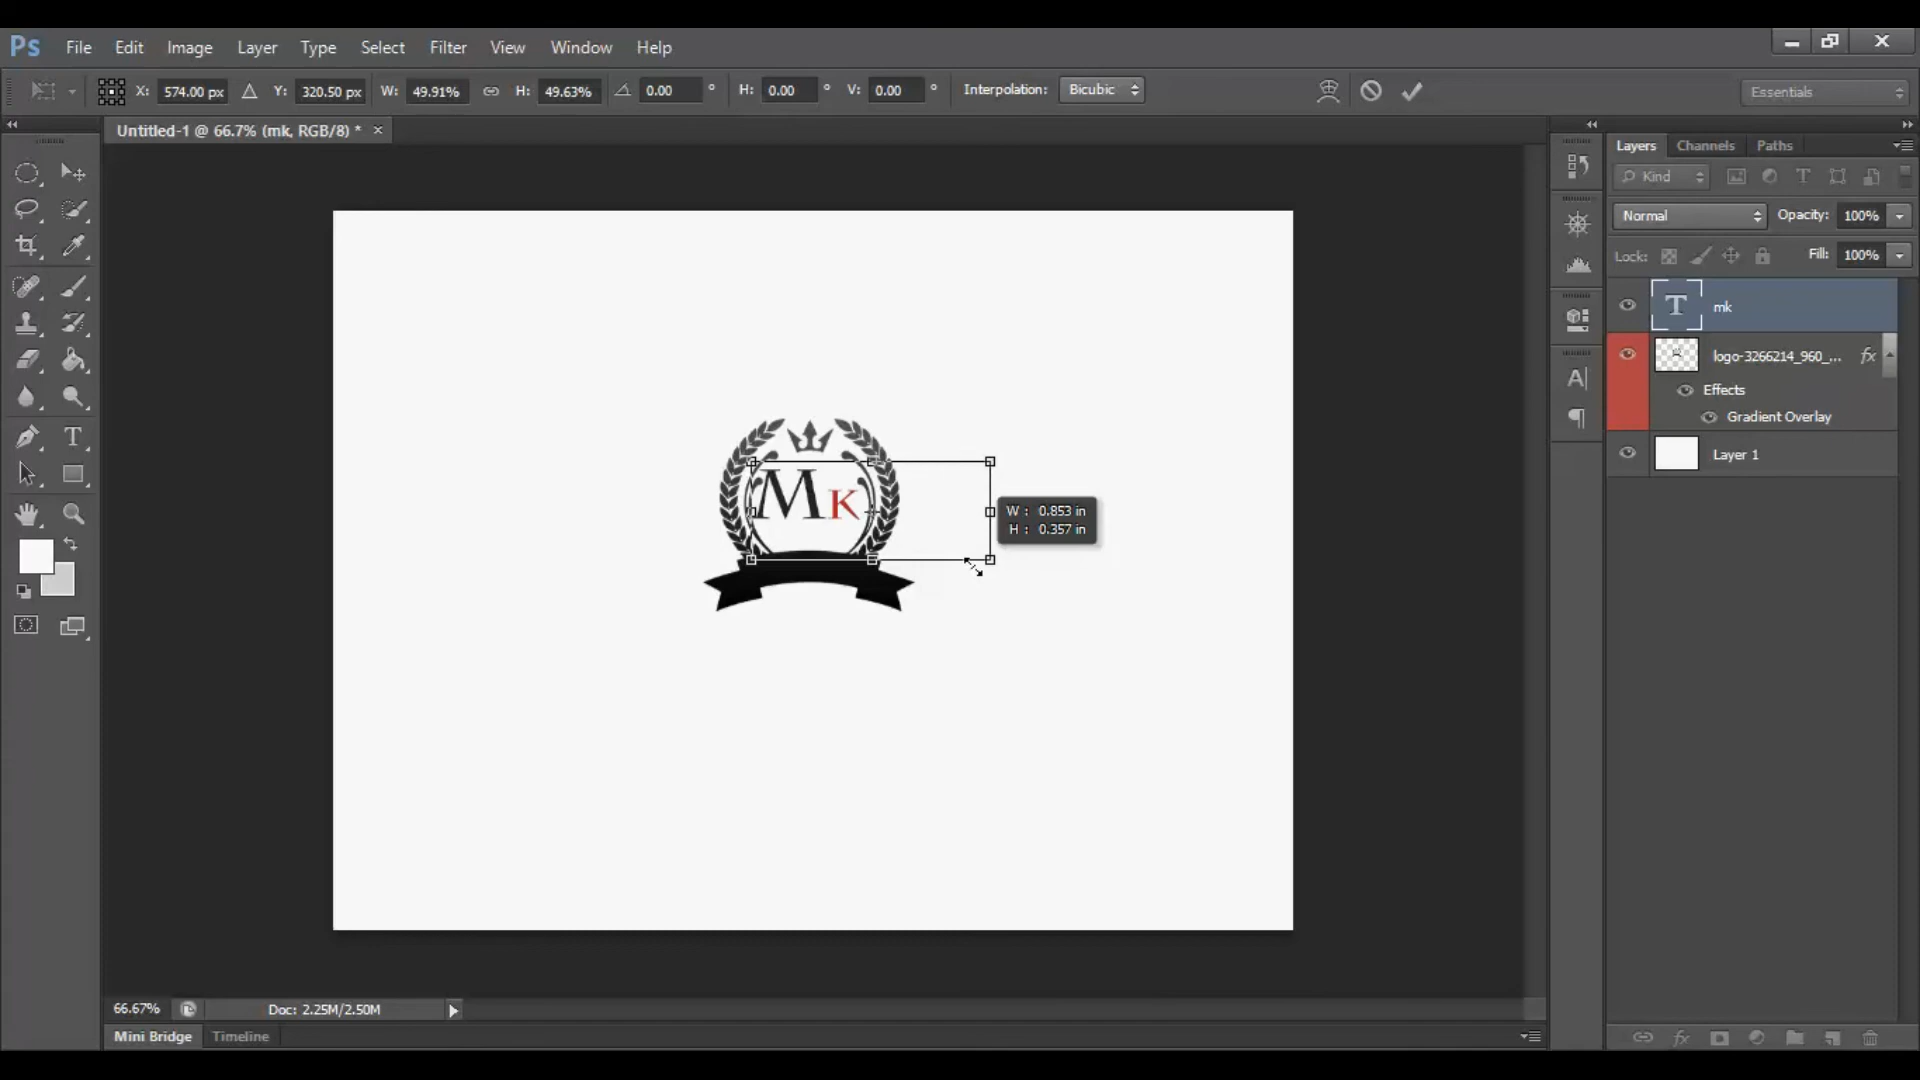 Ps File Edit Image Layer Type Select Filter View Window Help
X: 574.00 px Y: 320.50 px W: 49.91% H: 49.63% 0.00 ° H: 0.00 ° V: 0.00 ° Interpolation: Bicubic Essentials
Untitled-1 @ 66.7% (mk, RGB/8) * ×
Layers Channels Paths
Kind
Normal Opacity: 100%
Lock: Fill: 100%
mk
logo-3266214_960_... fx
Effects
Gradient Overlay
Layer 1
MK
W : 0.853 in
H : 0.357 in
66.67% Doc: 2.25M/2.50M
Mini Bridge Timeline